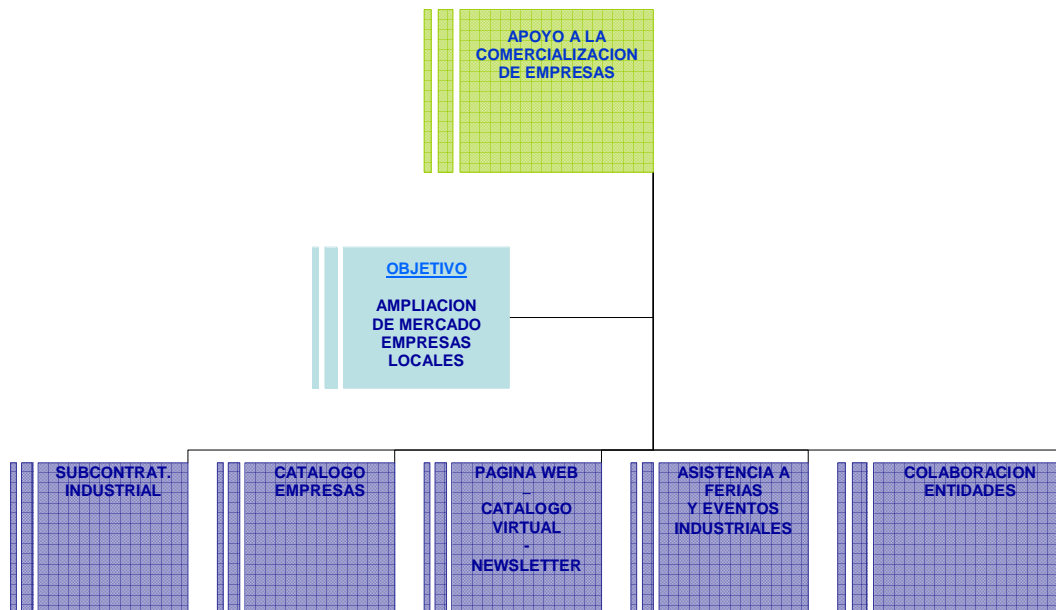 APOYO A LA
COMERCIALIZACION
DE EMPRESAS
OBJETIVO
AMPLIACION
DE MERCADO
EMPRESAS
LOCALES
SUBCONTRAT.
INDUSTRIAL
CATALOGO
EMPRESAS
PAGINA WEB
–
CATALOGO
VIRTUAL
-
NEWSLETTER
ASISTENCIA A
FERIAS
Y EVENTOS
INDUSTRIALES
COLABORACION
ENTIDADES